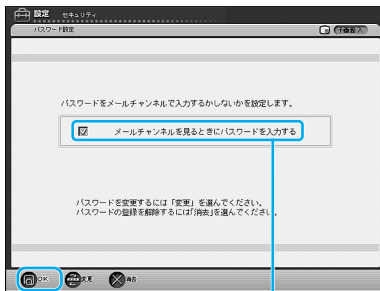 設定 セキュリティ
パスワード設定
パスワードをメールチャンネルで入力するかしないかを設定します。
メールチャンネルを見るときにパスワードを入力する
パスワードを変更するには「変更」を選んでください。
パスワードの登録を解除するには「消去」を選んでください。
OK 変更 消去